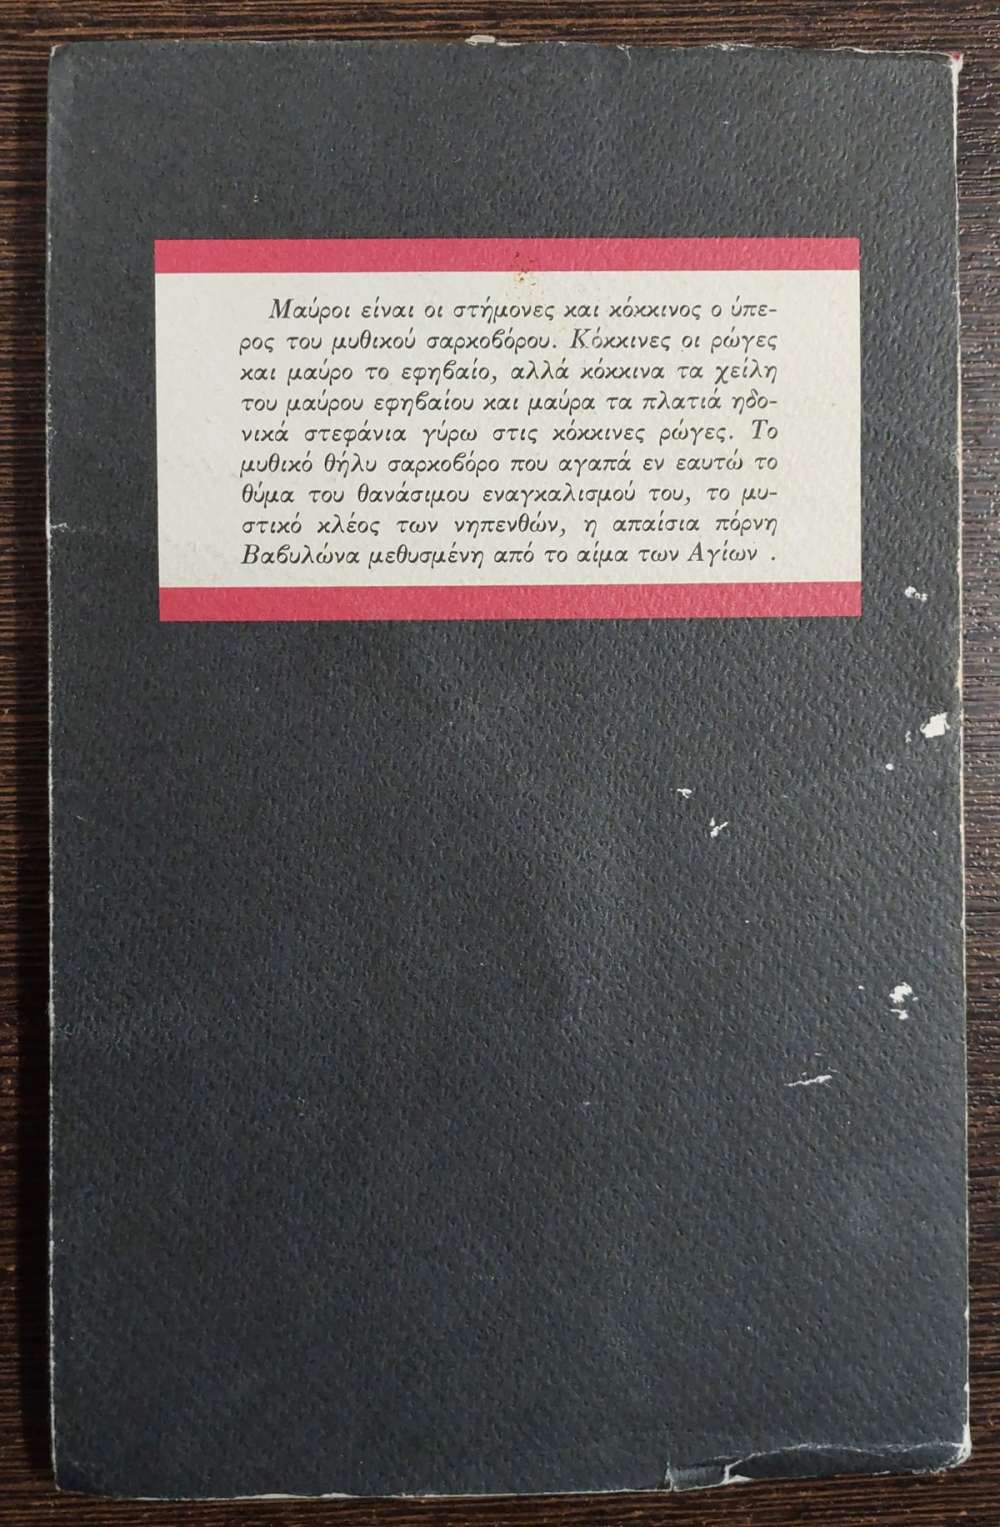 Μαύροι είναι οι στήμονες και κόκκινος ο ύπε-
ρος του μυθικού σαρκοβόρου. Κόκκινες οι ρώγες
και μαύρο το εφηβαίο, αλλά κόκκινα τα χείλη
του μαύρου εφηβαίου και μαύρα τα πλατιά ηδο-
νικά στεφάνια γύρω στις κόκκινες ρώγες. Το
μυθικό θήλυ σαρκοβόρο που αγαπά εν εαυτώ το
θύμα του θανάσιμου εναγκαλισμού του, το μυ-
στικό κλέος των νηπενθών, η απαίσια πόρνη
Βαβυλώνα μεθυσμένη από το αίμα των Αγίων .